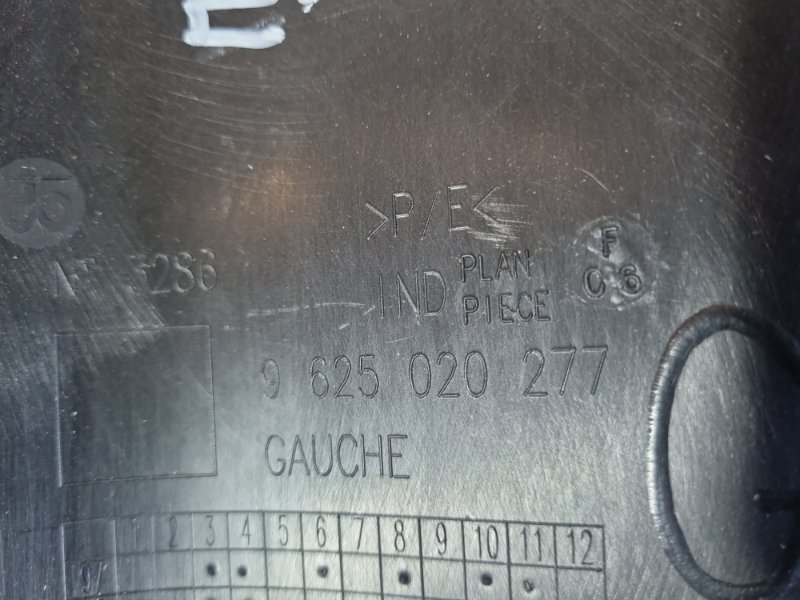 >P/E<
IND PLAN PIECE F 06
9 625 020 277
GAUCHE
1 2 3 4 5 6 7 8 9 10 11 12
97